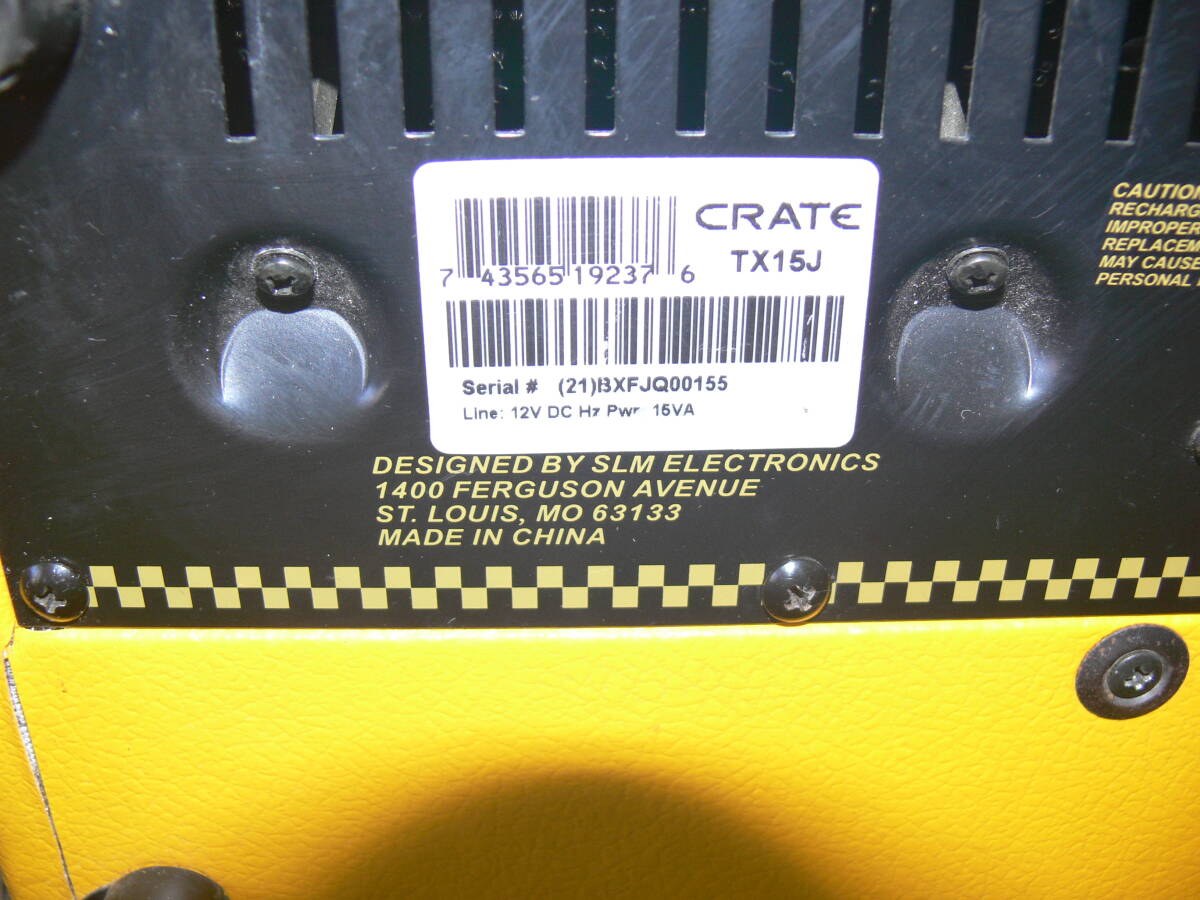 CRATE
TX15J
7 43565 19237 6
Serial # (21)BXFJQ00155
Line: 12V DC Hz Pwr: 15VA
DESIGNED BY SLM ELECTRONICS
1400 FERGUSON AVENUE
ST. LOUIS, MO 63133
MADE IN CHINA
CAUTION
RECHARG
IMPROPER
REPLACEM
MAY CAUSE
PERSONAL